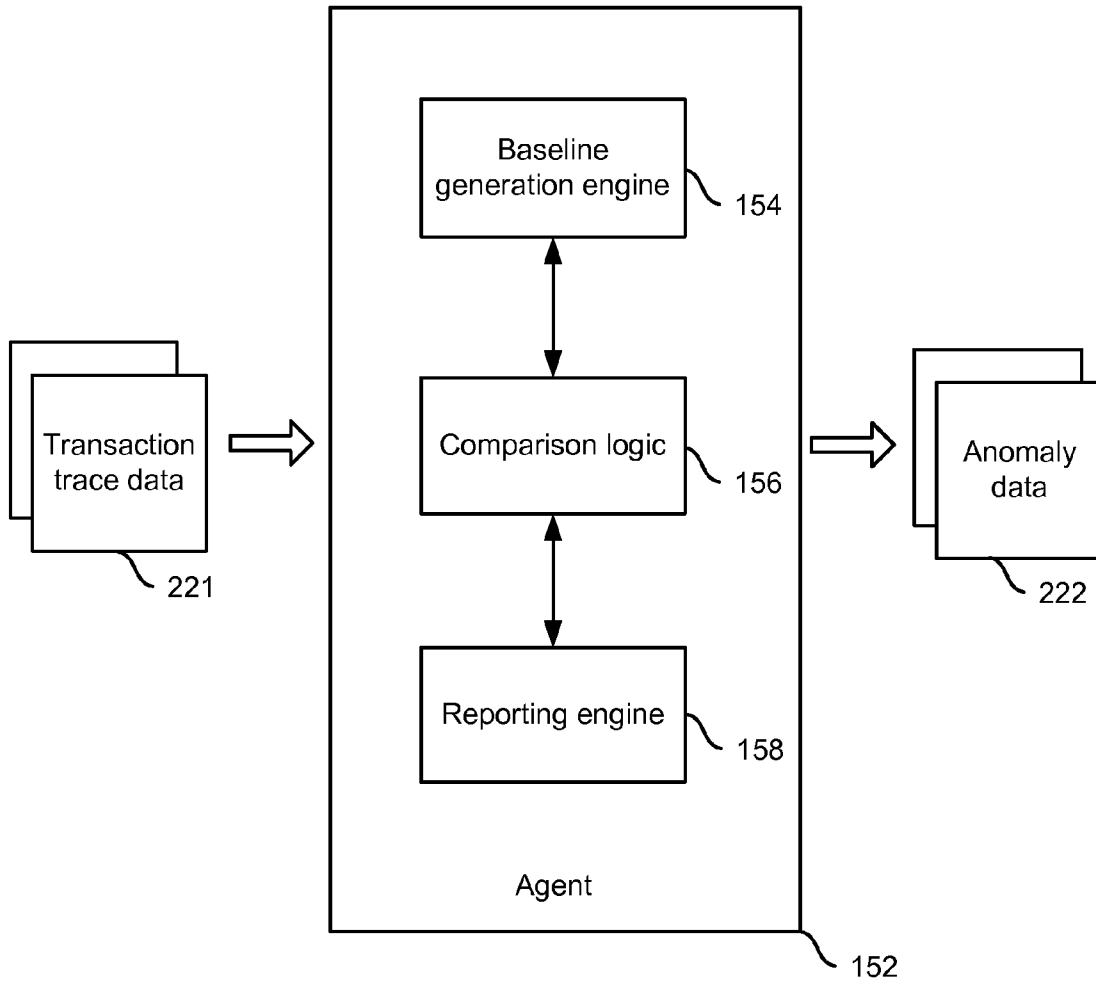 Baseline
generation engine
154
Transaction
trace data
221
Comparison logic
156
Anomaly
data
222
Reporting engine
158
Agent
152